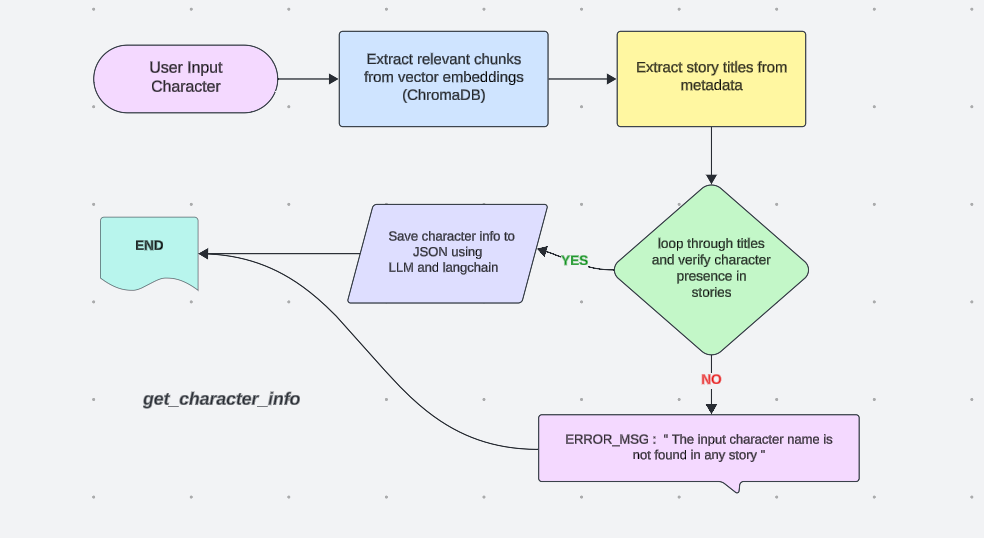 User Input
Character
Extract relevant chunks
from vector embeddings
(ChromaDB)
Extract story titles from
metadata
loop through titles
and verify character
presence in
stories
YES
Save character info to
JSON using
LLM and langchain
END
NO
ERROR_MSG : " The input character name is
not found in any story "
get_character_info